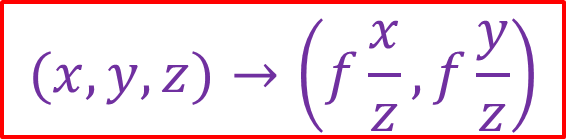 (x, y, z) → (f x/z, f y/z)